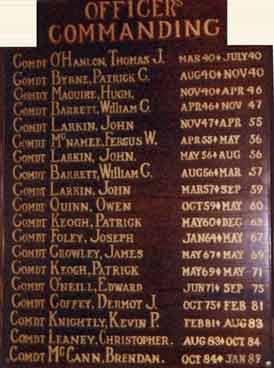 OFFICERS
COMMANDING
COMDT O'HANLON, THOMAS J. MAR 40 JULY 40
COMDT BYRNE, PATRICK C. AUG 40 NOV 40
COMDT MAGUIRE, HUGH, NOV 40 APR 46
COMDT BARRETT, WILLIAM G. APR 46 NOV 47
COMDT LARKIN, JOHN NOV 47 APR 55
COMDT MCNAMEE, FERGUS W. APR 55 MAY 56
COMDT LARKIN, JOHN. MAY 56 AUG 56
COMDT BARRETT, WILLIAM G. AUG 56 MAR 57
COMDT LARKIN, JOHN MAR 57 SEP 59
COMDT QUINN, OWEN OCT 59 MAY 60
COMDT KEOGH, PATRICK MAY 60 DEC 63
COMDT FOLEY, JOSEPH JAN 64 MAY 67
COMDT CROWLEY, JAMES MAY 67 MAY 69
COMDT KEOGH, PATRICK MAY 69 MAY 71
COMDT O'NEILL, EDWARD JUN 71 SEP 75
COMDT COFFEY, DERMOT J. OCT 75 FEB 81
COMDT KNIGHTLY, KEVIN P. FEB 81 AUG 83
COMDT LEANEY, CHRISTOPHER. AUG 83 OCT 84
COMDT MCCANN, BRENDAN. OCT 84 JAN 89